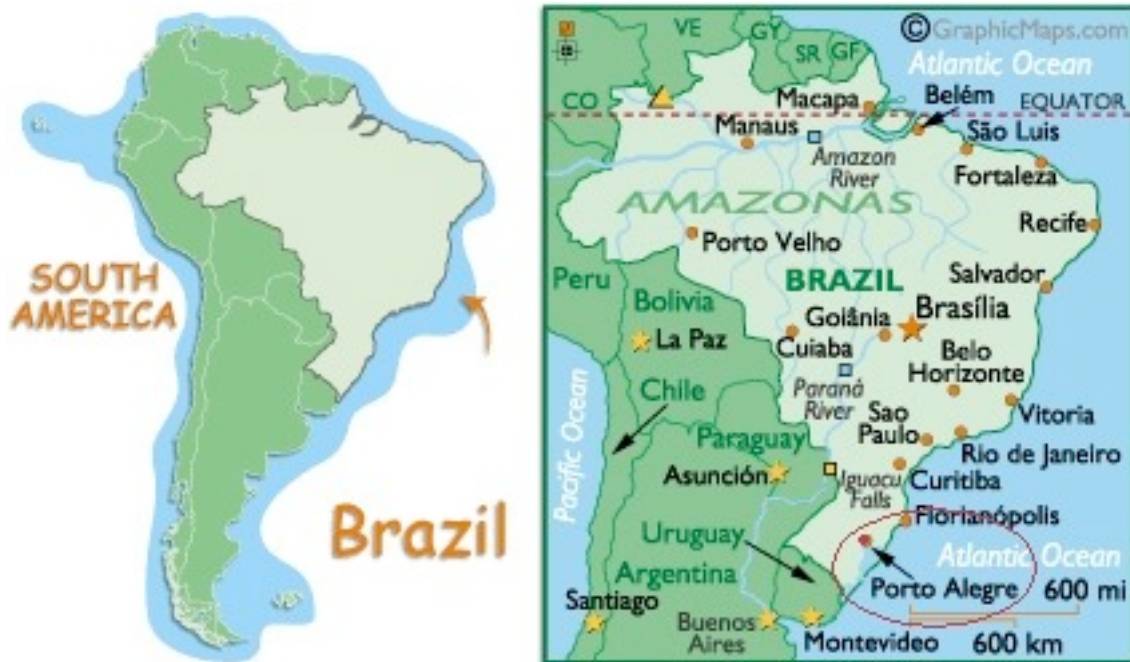 SOUTH
AMERICA
Brazil
© GraphicMaps.com
VE
GY
SR
GF
CO
Atlantic Ocean
Macapa
Belém
EQUATOR
Manaus
São Luis
Amazon
River
Fortaleza
AMAZONAS
Recife
Porto Velho
Peru
BRAZIL
Salvador
Bolivia
Goiânia
Brasília
La Paz
Cuiaba
Belo
Horizonte
Chile
Paraná
River
Vitoria
Sao
Paulo
Paraguay
Rio de Janeiro
Asunción
Iguacu
Falls
Curitiba
Pacific Ocean
Florianópolis
Uruguay
Atlantic Ocean
Argentina
Porto Alegre
600 mi
Santiago
Buenos
Aires
Montevideo
600 km